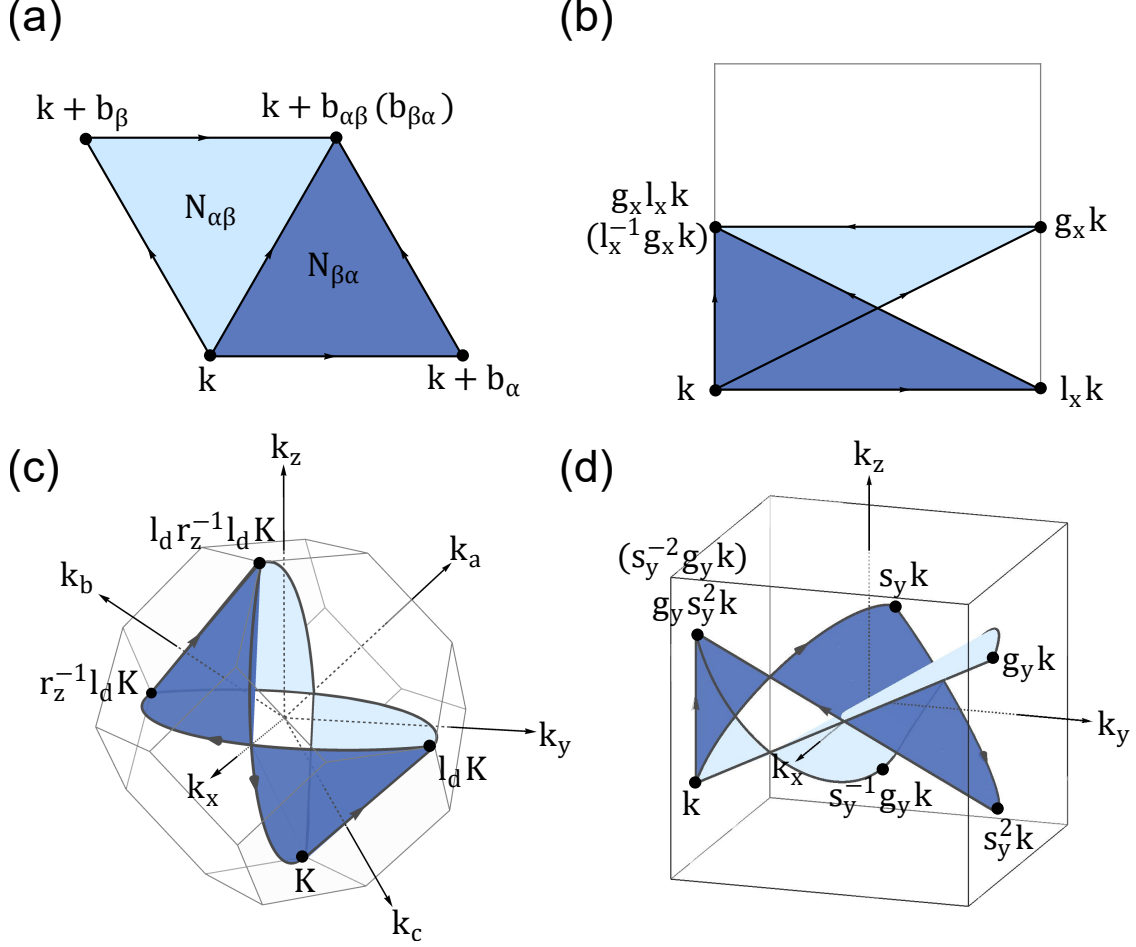 (a)
k + b_β
k + b_αβ (b_βα)
N_αβ
N_βα
k
k + b_α
(b)
g_x l_x k
(l_x^{-1} g_x k)
g_x k
k
l_x k
(c)
k_z
l_d r_z^{-1} l_d K
k_a
k_b
r_z^{-1} l_d K
k_y
l_d K
k_x
K
k_c
(d)
k_z
(s_y^{-2} g_y k)
s_y k
g_y s_y^2 k
g_y k
k_y
k_x
k
s_y^{-1} g_y k
s_y^2 k